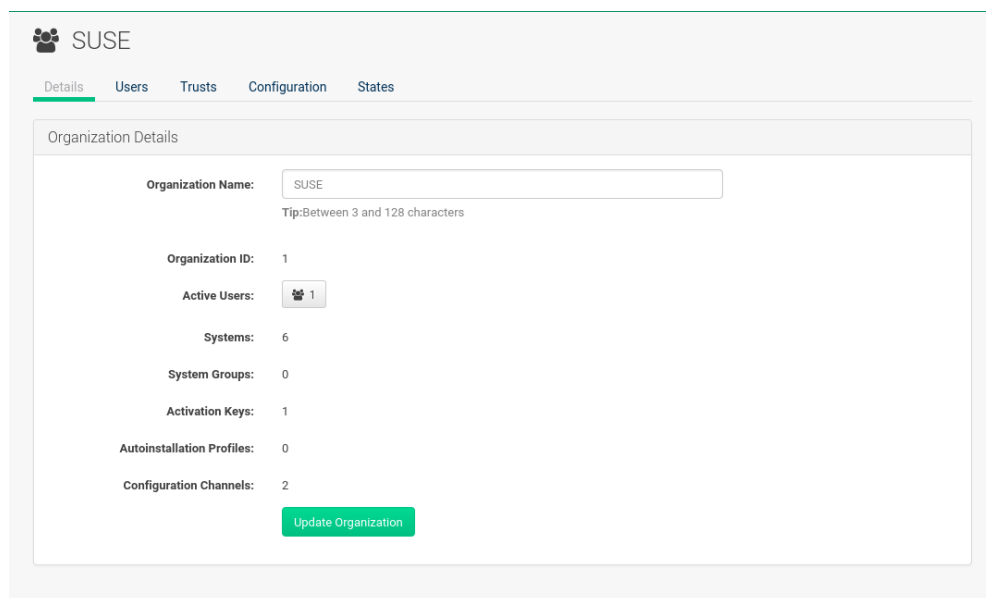 SUSE
Details Users Trusts Configuration States
Organization Details
Organization Name: SUSE
Tip:Between 3 and 128 characters
Organization ID: 1
Active Users: 1
Systems: 6
System Groups: 0
Activation Keys: 1
Autoinstallation Profiles: 0
Configuration Channels: 2
Update Organization